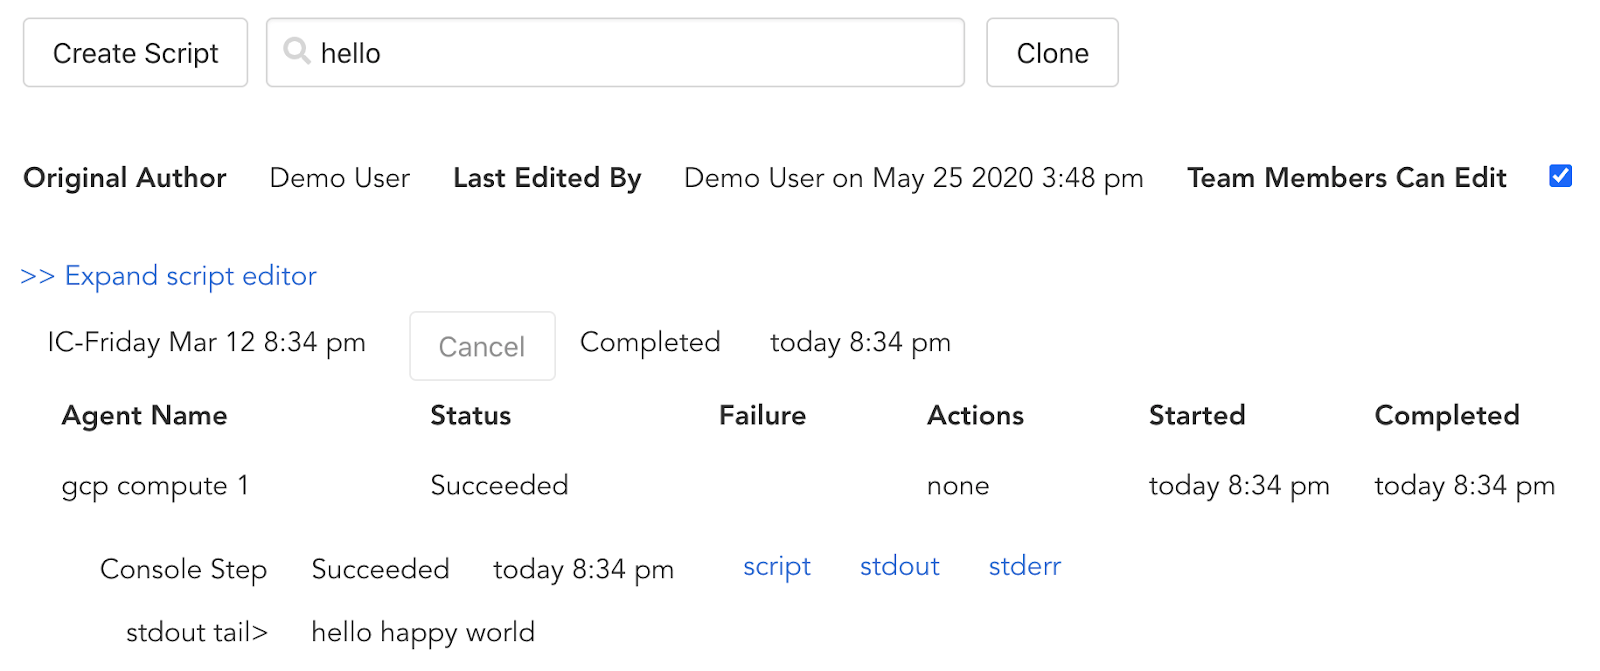 Create Script hello Clone
Original Author Demo User Last Edited By Demo User on May 25 2020 3:48 pm Team Members Can Edit
>> Expand script editor
IC-Friday Mar 12 8:34 pm Cancel Completed today 8:34 pm
Agent Name Status Failure Actions Started Completed
gcp compute 1 Succeeded none today 8:34 pm today 8:34 pm
Console Step Succeeded today 8:34 pm script stdout stderr
stdout tail> hello happy world